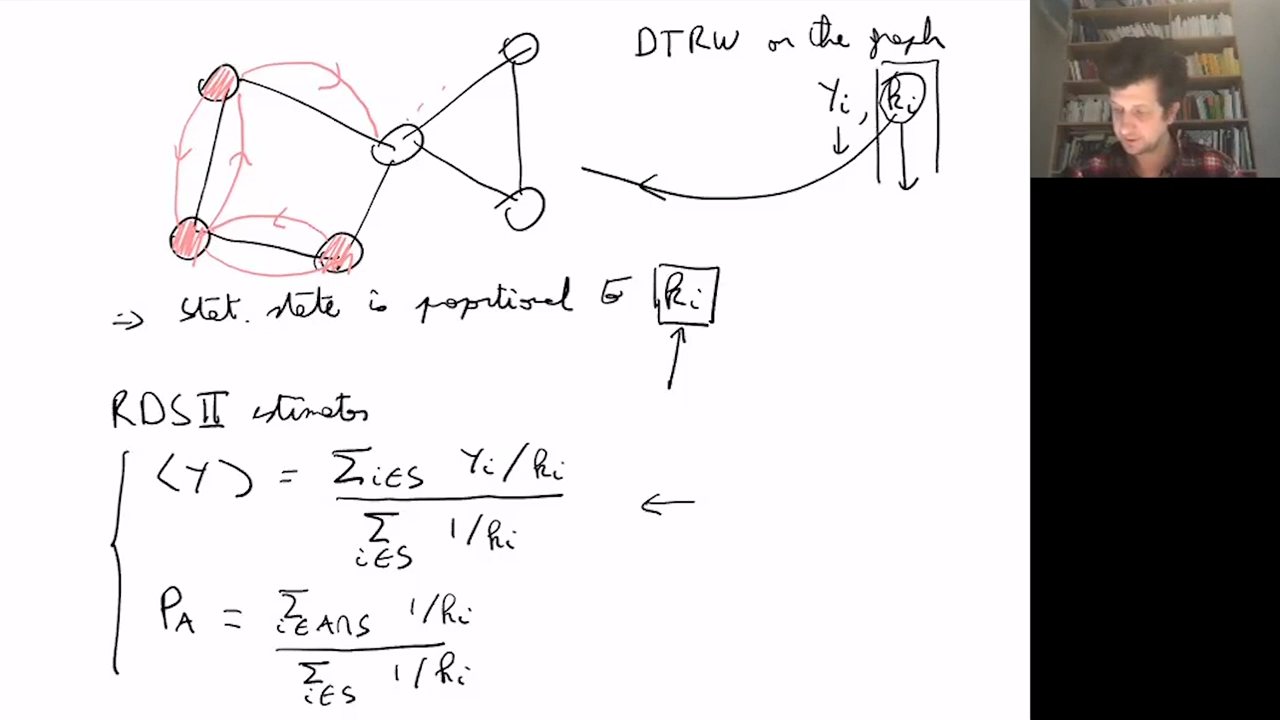 DTRW on the graph
Yi, ki
⇒ stat. state is proportional to ki
RDS II estimates
⟨Y⟩ = Σi∈S Yi/ki / Σi∈S 1/ki
PA = Σi∈A∩S 1/ki / Σi∈S 1/ki